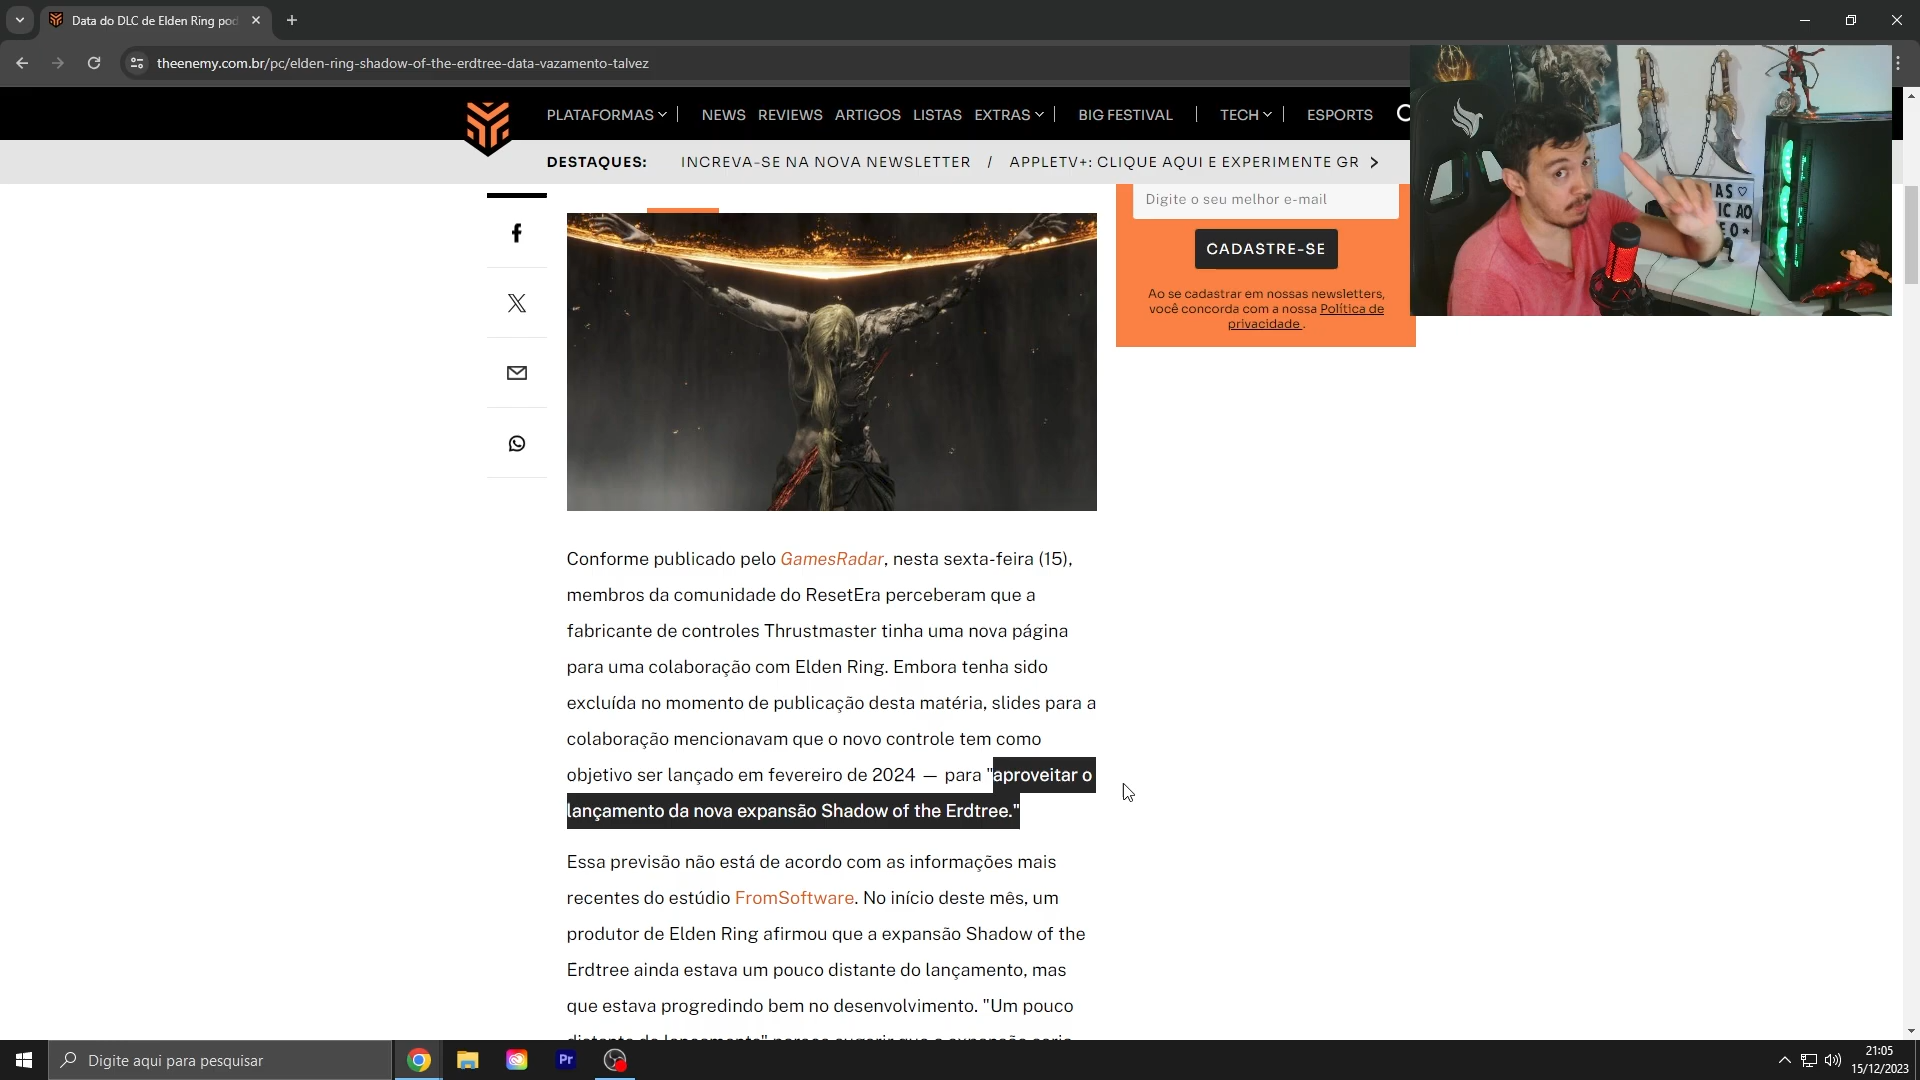 Data do DLC de Elden Ring pod
theenemy.com.br/pc/elden-ring-shadow-of-the-erdtree-data-vazamento-talvez
PLATAFORMAS NEWS REVIEWS ARTIGOS LISTAS EXTRAS BIG FESTIVAL TECH ESPORTS
DESTAQUES: INCREVA-SE NA NOVA NEWSLETTER / APPLETV+: CLIQUE AQUI E EXPERIMENTE GR
Digite o seu melhor e-mail
CADASTRE-SE
Ao se cadastrar em nossas newsletters,
você concorda com a nossa Política de
privacidade .
Conforme publicado pelo GamesRadar, nesta sexta-feira (15),
membros da comunidade do ResetEra perceberam que a
fabricante de controles Thrustmaster tinha uma nova página
para uma colaboração com Elden Ring. Embora tenha sido
excluída no momento de publicação desta matéria, slides para a
colaboração mencionavam que o novo controle tem como
objetivo ser lançado em fevereiro de 2024 — para "aproveitar o
lançamento da nova expansão Shadow of the Erdtree."
Essa previsão não está de acordo com as informações mais
recentes do estúdio FromSoftware. No início deste mês, um
produtor de Elden Ring afirmou que a expansão Shadow of the
Erdtree ainda estava um pouco distante do lançamento, mas
que estava progredindo bem no desenvolvimento. "Um pouco
Digite aqui para pesquisar
Pr
21:05
15/12/2023